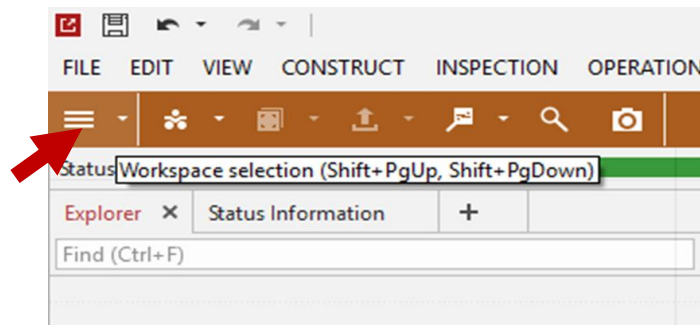 FILE EDIT VIEW CONSTRUCT INSPECTION OPERATION
Status
Workspace selection (Shift+PgUp, Shift+PgDown)
Explorer Status Information
Find (Ctrl+F)